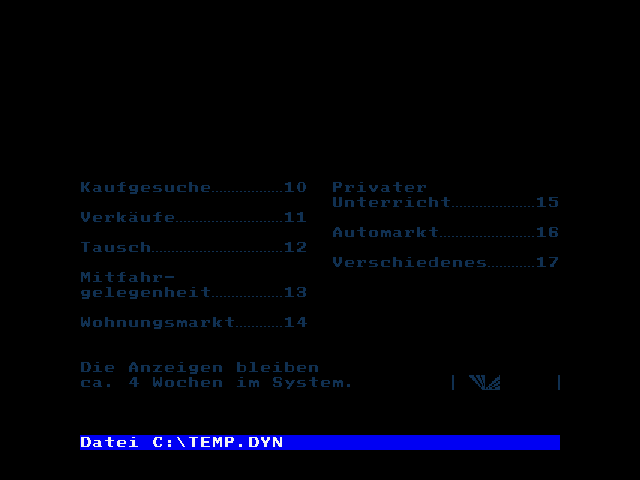 Kaufgesuche...............10
Verkäufe..................11
Tausch....................12
Mitfahr-
gelegenheit...............13
Wohnungsmarkt.............14
Privater
Unterricht................15
Automarkt.................16
Verschiedenes.............17
Die Anzeigen bleiben
ca. 4 Wochen im System.
Datei C:\TEMP.DYN